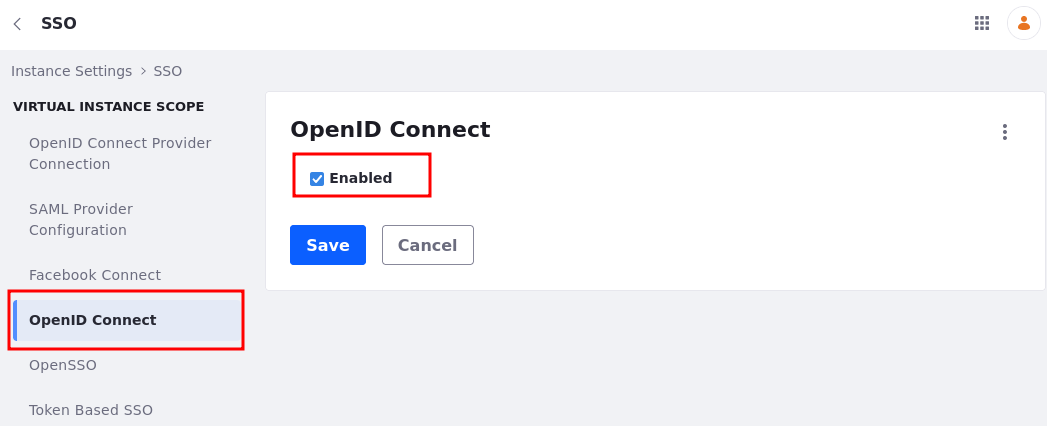 SSO
Instance Settings > SSO
VIRTUAL INSTANCE SCOPE
OpenID Connect Provider
Connection
SAML Provider
Configuration
Facebook Connect
OpenID Connect
OpenSSO
Token Based SSO
OpenID Connect
Enabled
Save
Cancel